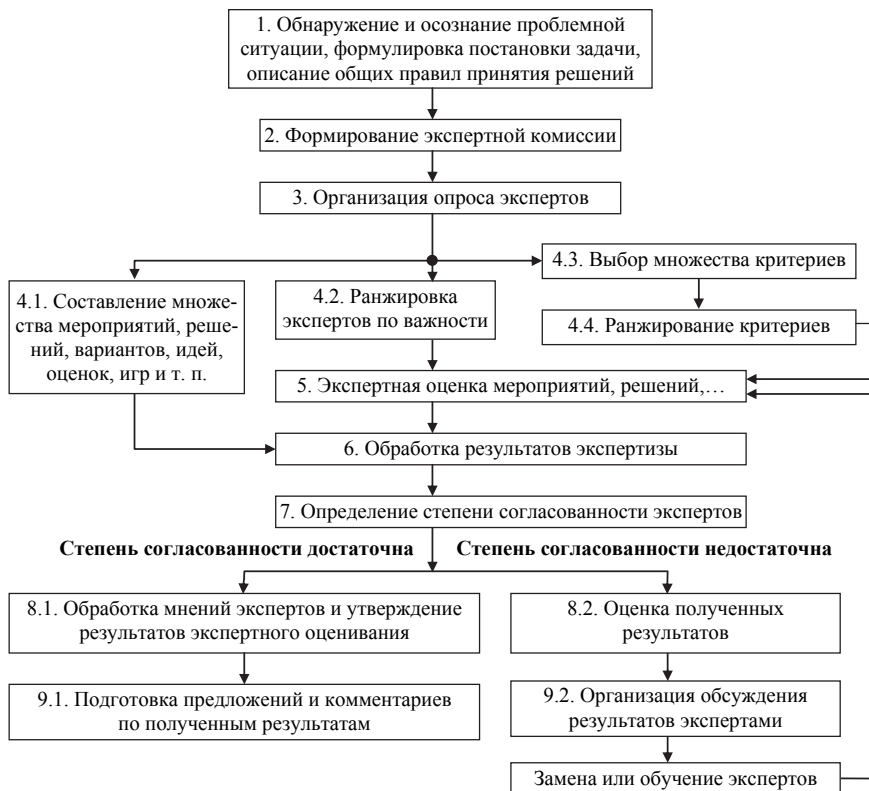 1. Обнаружение и осознание проблемной
ситуации, формулировка постановки задачи,
описание общих правил принятия решений
2. Формирование экспертной комиссии
3. Организация опроса экспертов
4.1. Составление множе-
ства мероприятий, реше-
ний, вариантов, идей,
оценок, игр и т. п.
4.2. Ранжировка
экспертов по важности
4.3. Выбор множества критериев
4.4. Ранжирование критериев
5. Экспертная оценка мероприятий, решений,…
6. Обработка результатов экспертизы
7. Определение степени согласованности экспертов
Степень согласованности достаточна
Степень согласованности недостаточна
8.1. Обработка мнений экспертов и утверждение
результатов экспертного оценивания
8.2. Оценка полученных
результатов
9.1. Подготовка предложений и комментариев
по полученным результатам
9.2. Организация обсуждения
результатов экспертами
Замена или обучение экспертов